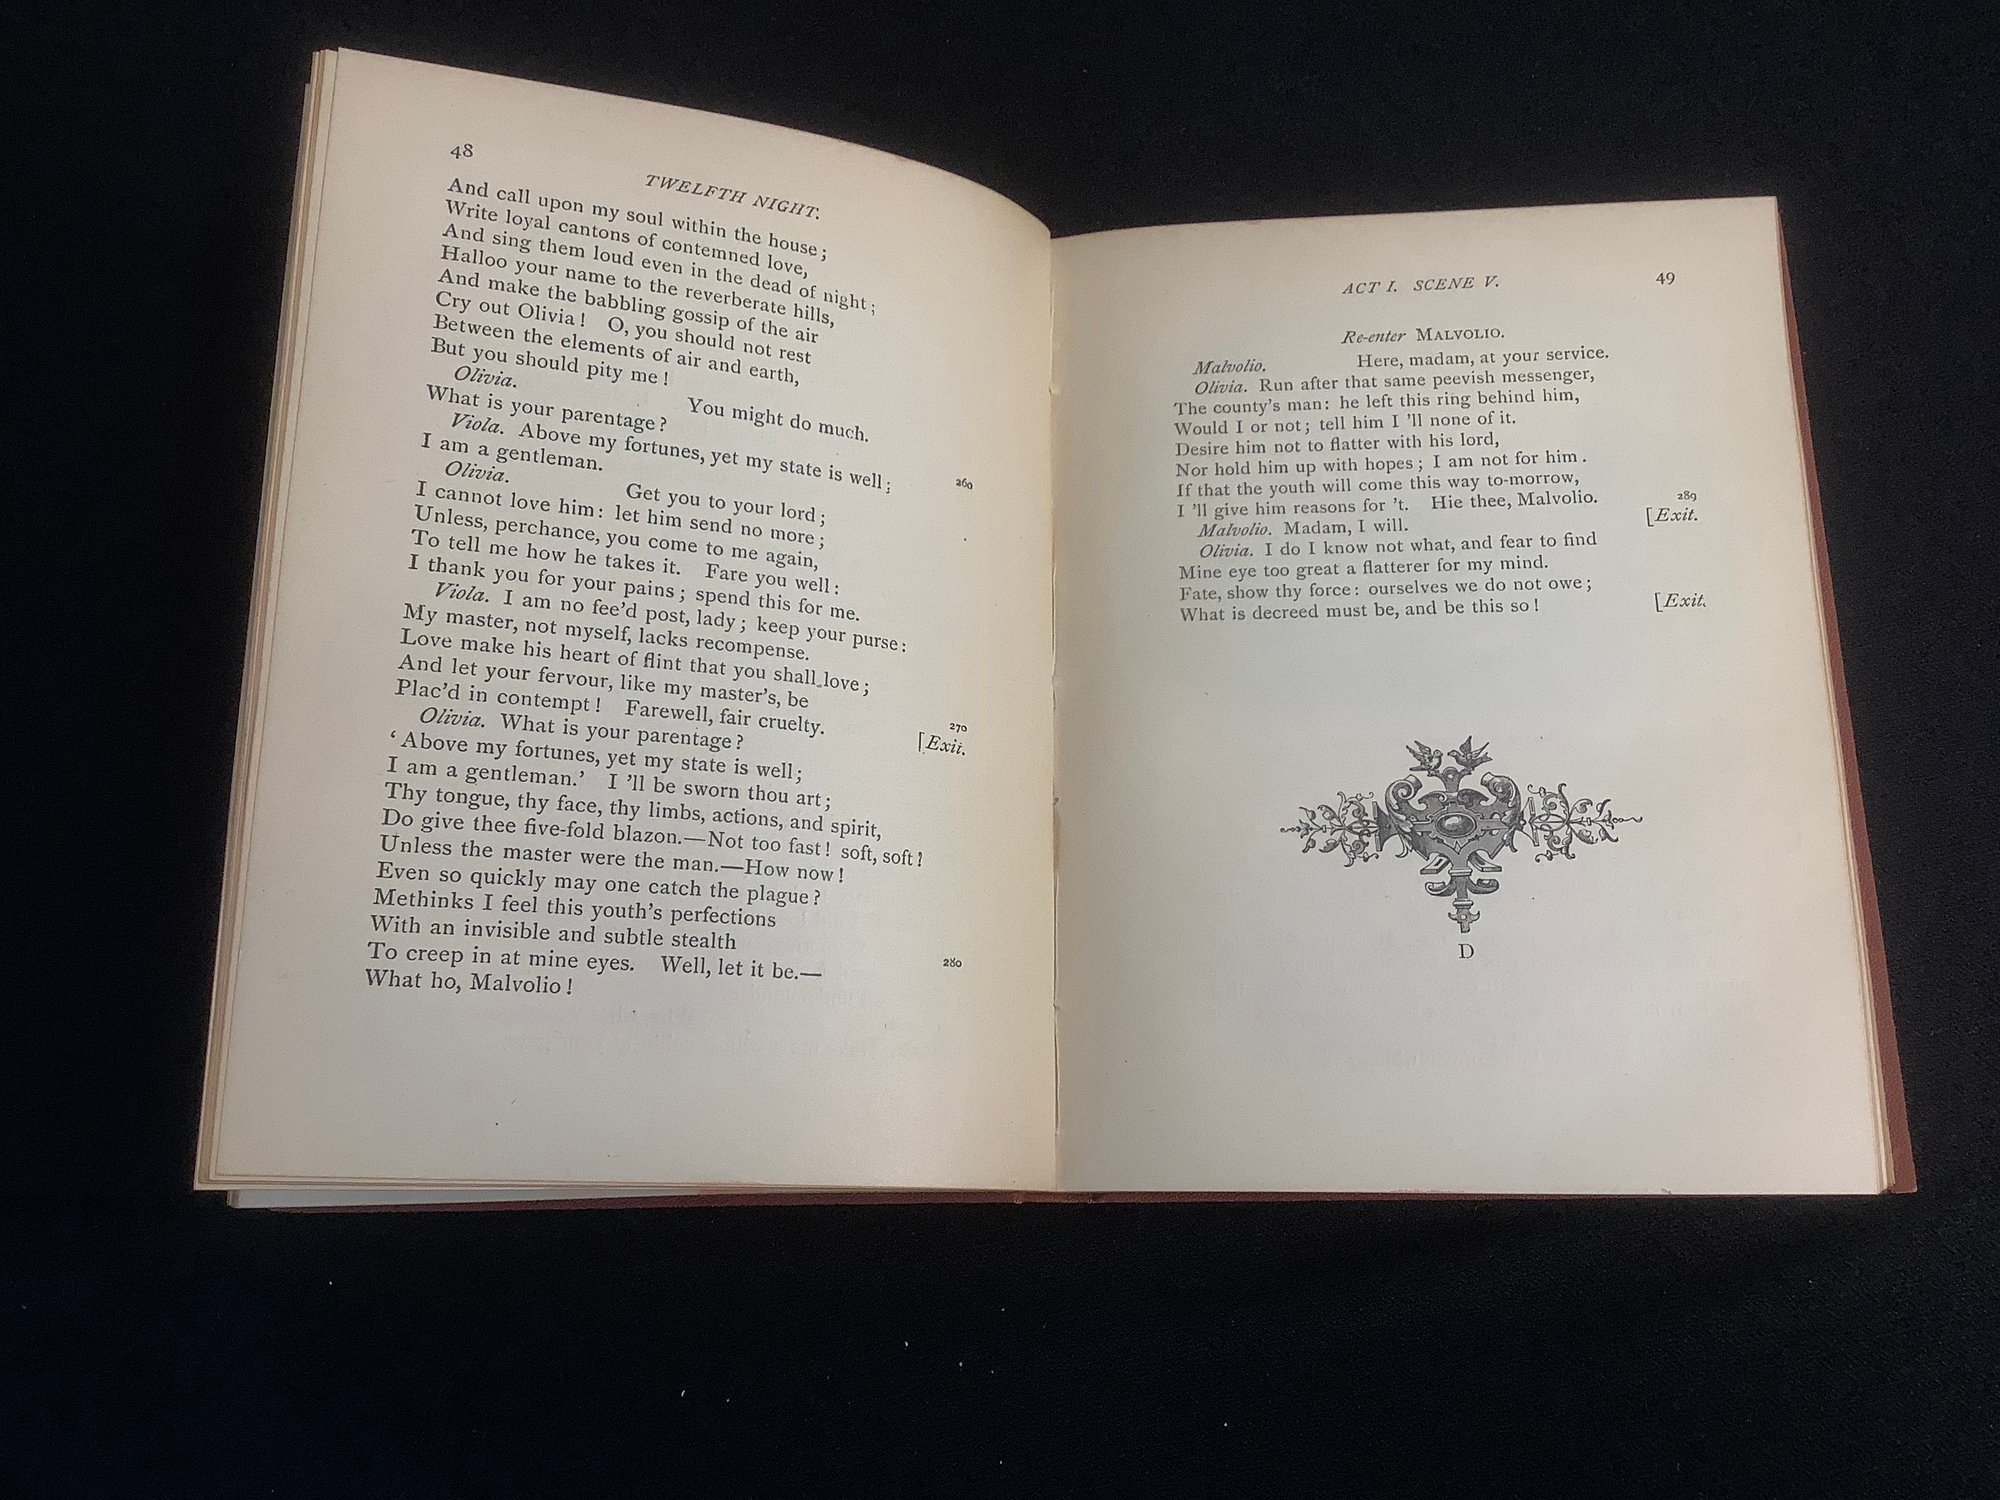 48
TWELFTH NIGHT.
And call upon my soul within the house;
Write loyal cantons of contemned love,
And sing them loud even in the dead of night;
Halloo your name to the reverberate hills,
And make the babbling gossip of the air
Cry out Olivia! O, you should not rest
Between the elements of air and earth,
But you should pity me!
Olivia. You might do much.
What is your parentage?
Viola. Above my fortunes, yet my state is well; 260
I am a gentleman.
Olivia. Get you to your lord;
I cannot love him: let him send no more;
Unless, perchance, you come to me again,
To tell me how he takes it. Fare you well:
I thank you for your pains; spend this for me.
Viola. I am no fee'd post, lady; keep your purse:
My master, not myself, lacks recompense.
Love make his heart of flint that you shall love;
And let your fervour, like my master's, be 270
Plac'd in contempt! Farewell, fair cruelty. [Exit.
Olivia. What is your parentage?
‘Above my fortunes, yet my state is well;
I am a gentleman.’ I 'll be sworn thou art;
Thy tongue, thy face, thy limbs, actions, and spirit,
Do give thee five-fold blazon.—Not too fast! soft, soft!
Unless the master were the man.—How now!
Even so quickly may one catch the plague?
Methinks I feel this youth's perfections
With an invisible and subtle stealth
To creep in at mine eyes. Well, let it be.— 280
What ho, Malvolio!
ACT I. SCENE V. 49
Re-enter MALVOLIO.
Malvolio. Here, madam, at your service.
Olivia. Run after that same peevish messenger,
The county's man: he left this ring behind him,
Would I or not; tell him I 'll none of it.
Desire him not to flatter with his lord,
Nor hold him up with hopes; I am not for him.
If that the youth will come this way to-morrow,
I 'll give him reasons for 't. Hie thee, Malvolio. 289
Malvolio. Madam, I will. [Exit.
Olivia. I do I know not what, and fear to find
Mine eye too great a flatterer for my mind.
Fate, show thy force: ourselves we do not owe;
What is decreed must be, and be this so! [Exit.
D